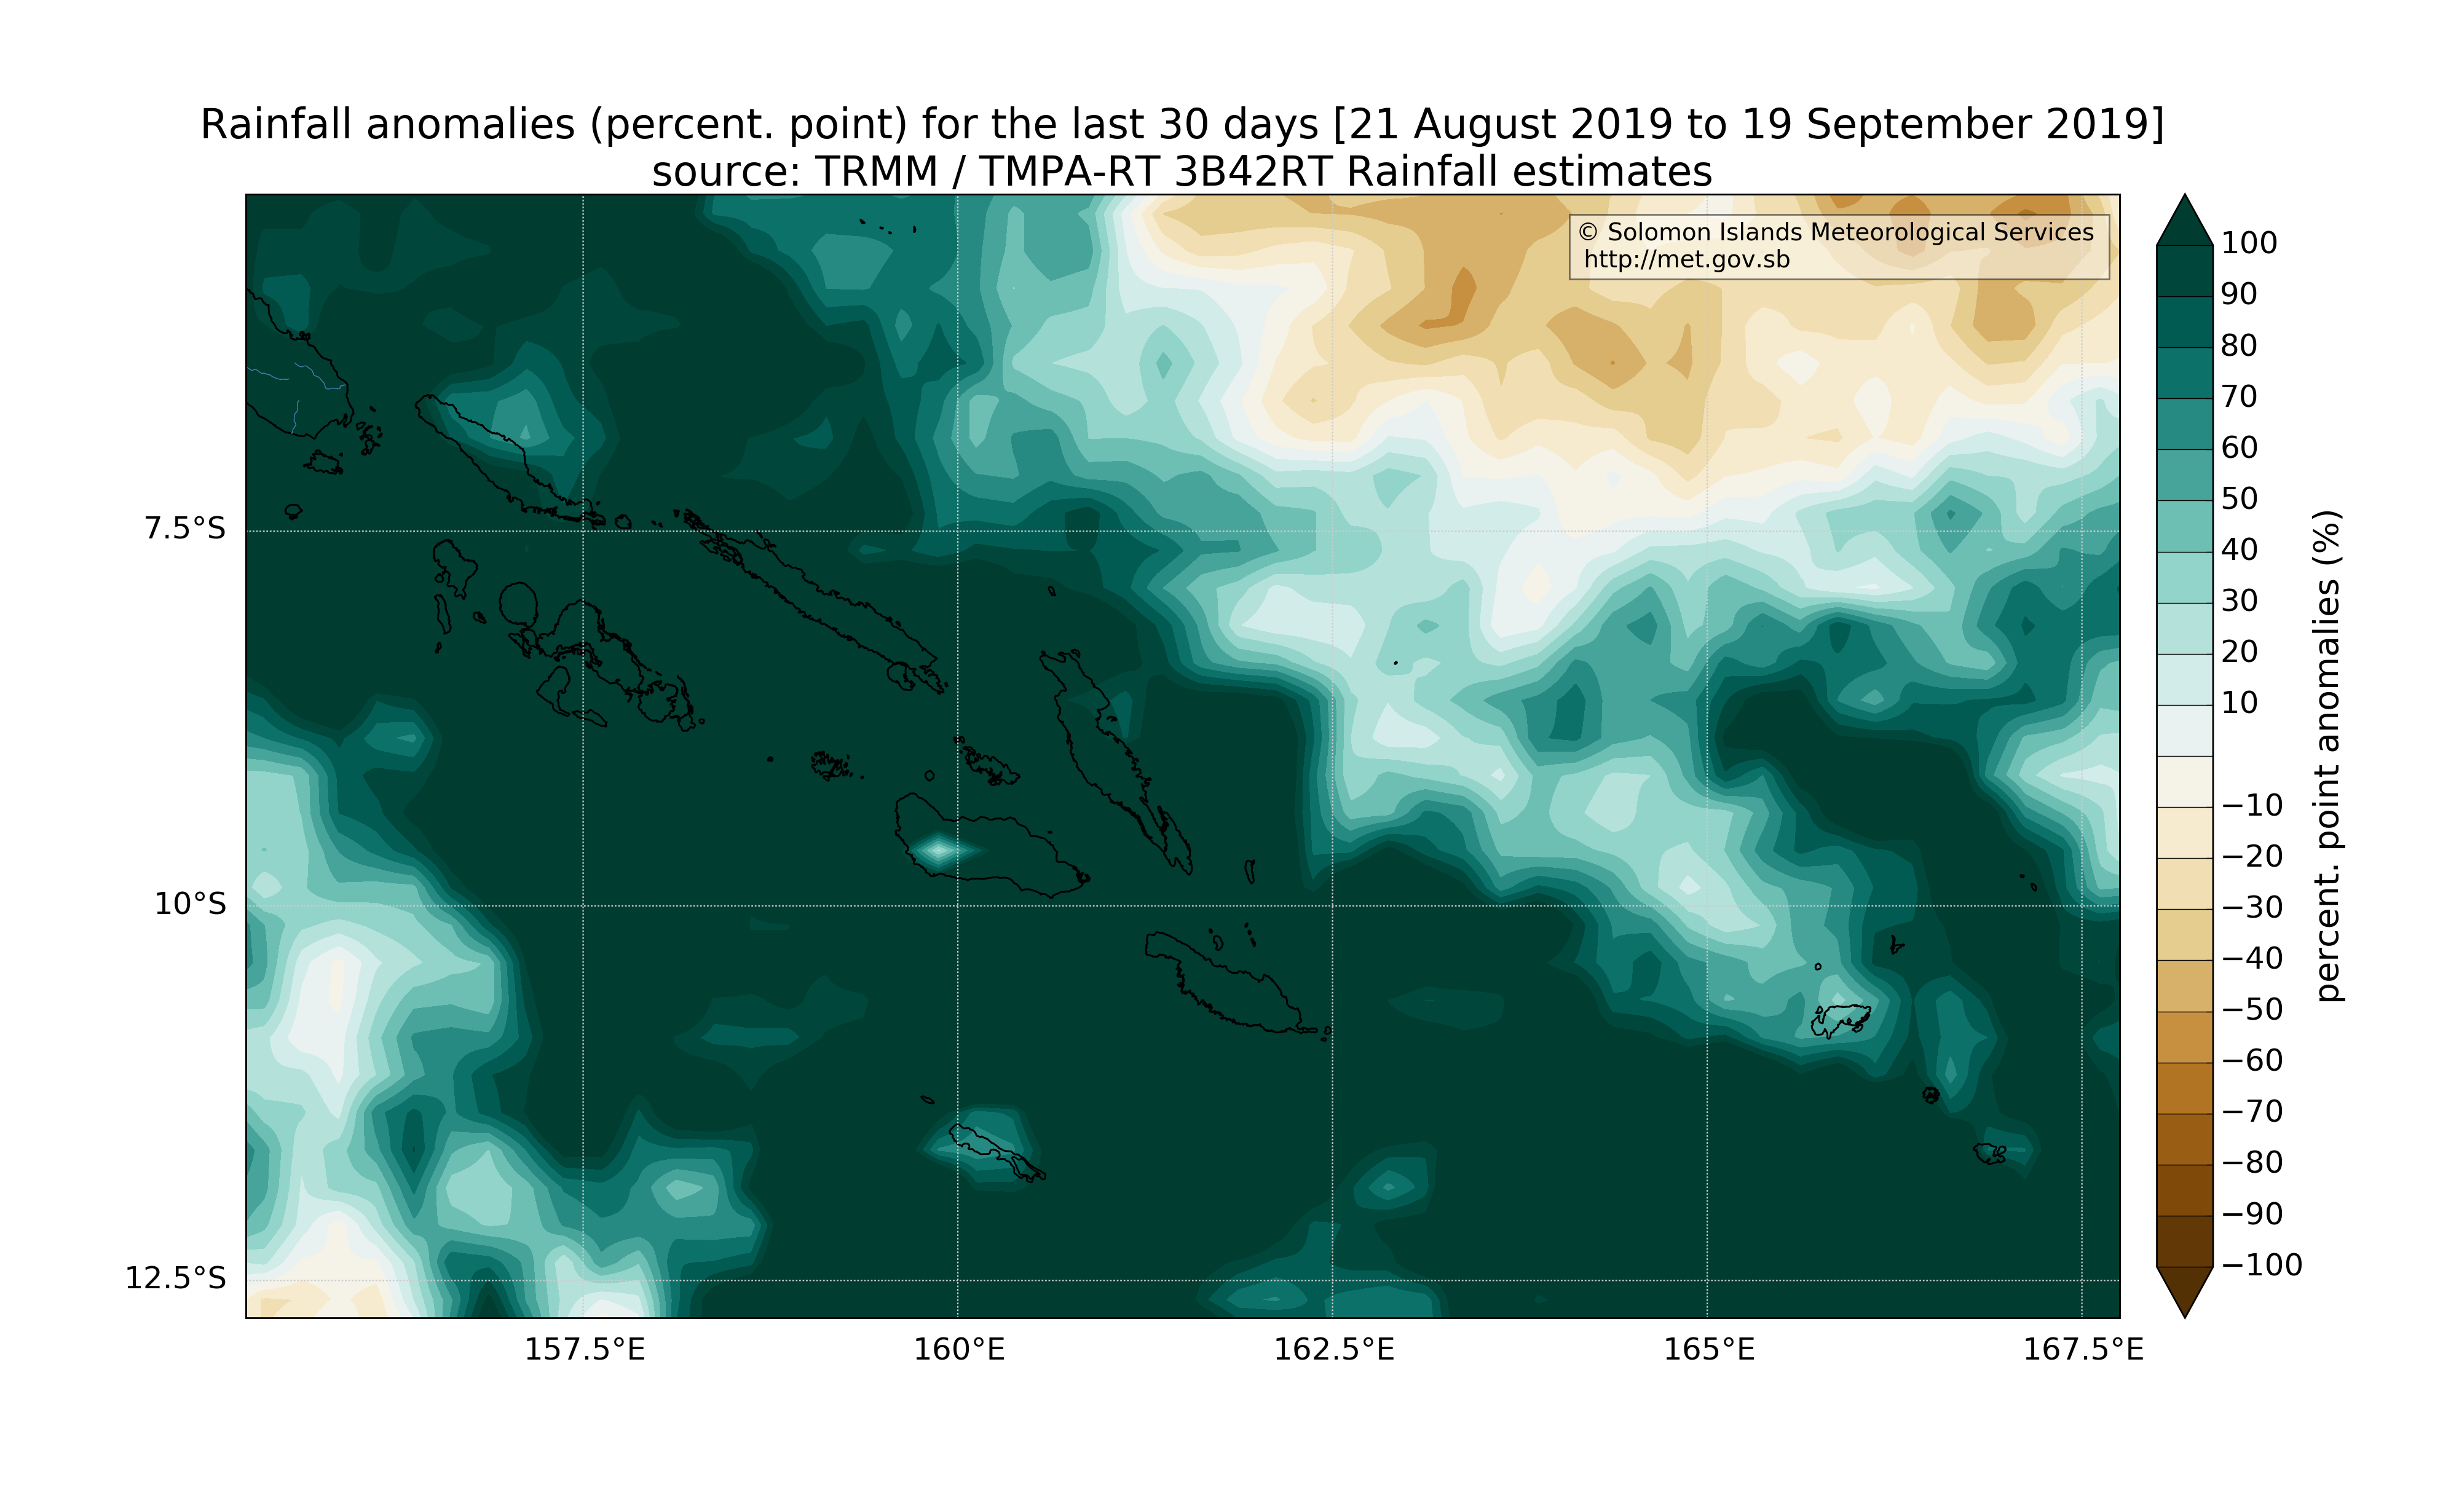 Rainfall anomalies (percent. point) for the last 30 days [21 August 2019 to 19 September 2019]
source: TRMM / TMPA-RT 3B42RT Rainfall estimates
© Solomon Islands Meteorological Services
http://met.gov.sb
7.5°S
10°S
12.5°S
157.5°E
160°E
162.5°E
165°E
167.5°E
100
90
80
70
60
50
40
30
20
10
−10
−20
−30
−40
−50
−60
−70
−80
−90
−100
percent. point anomalies (%)